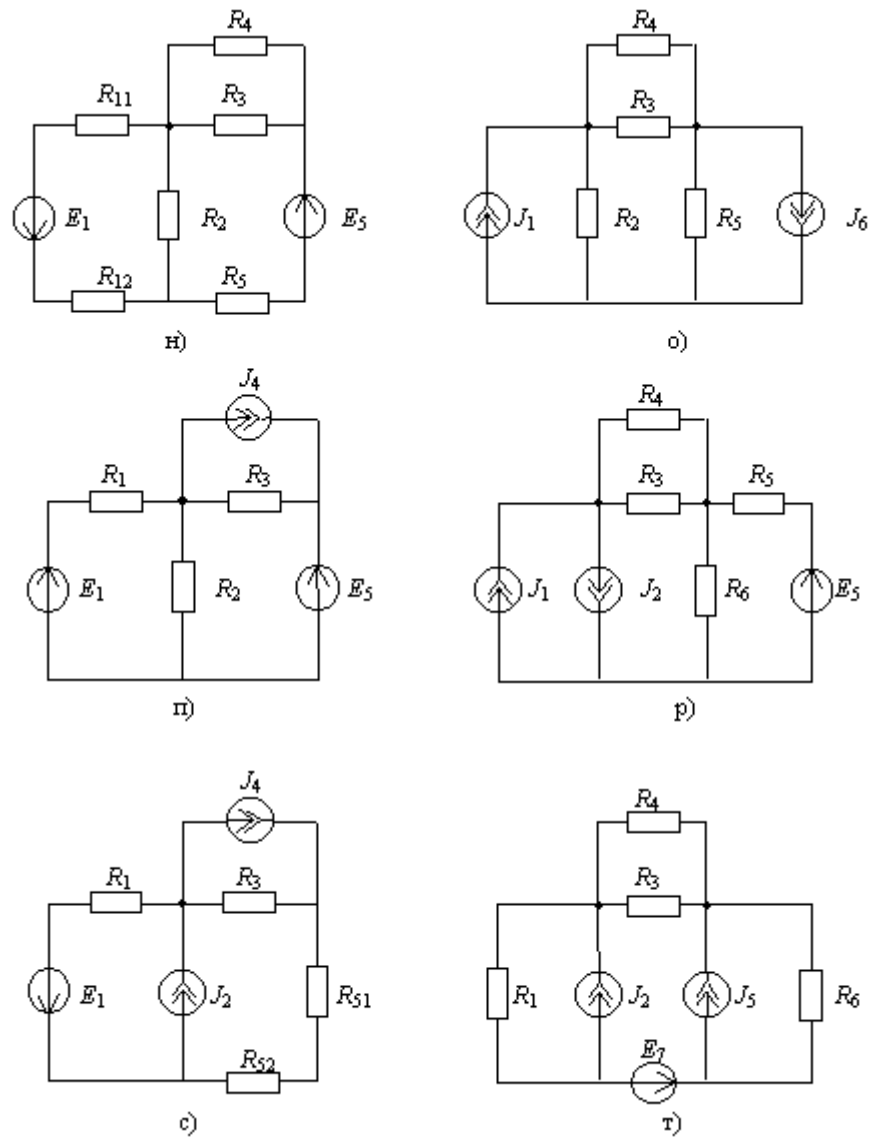 R4
R11 R3
E1 R2 E5
R12 R5
н)
R4
R3
J1 R2 R5 J6
о)
J4
R1 R3
E1 R2 E5
п)
R4
R3 R5
J1 J2 R6 E5
р)
J4
R1 R3
E1 J2 R51
R52
с)
R4
R3
R1 J2 J5 R6
E7
т)